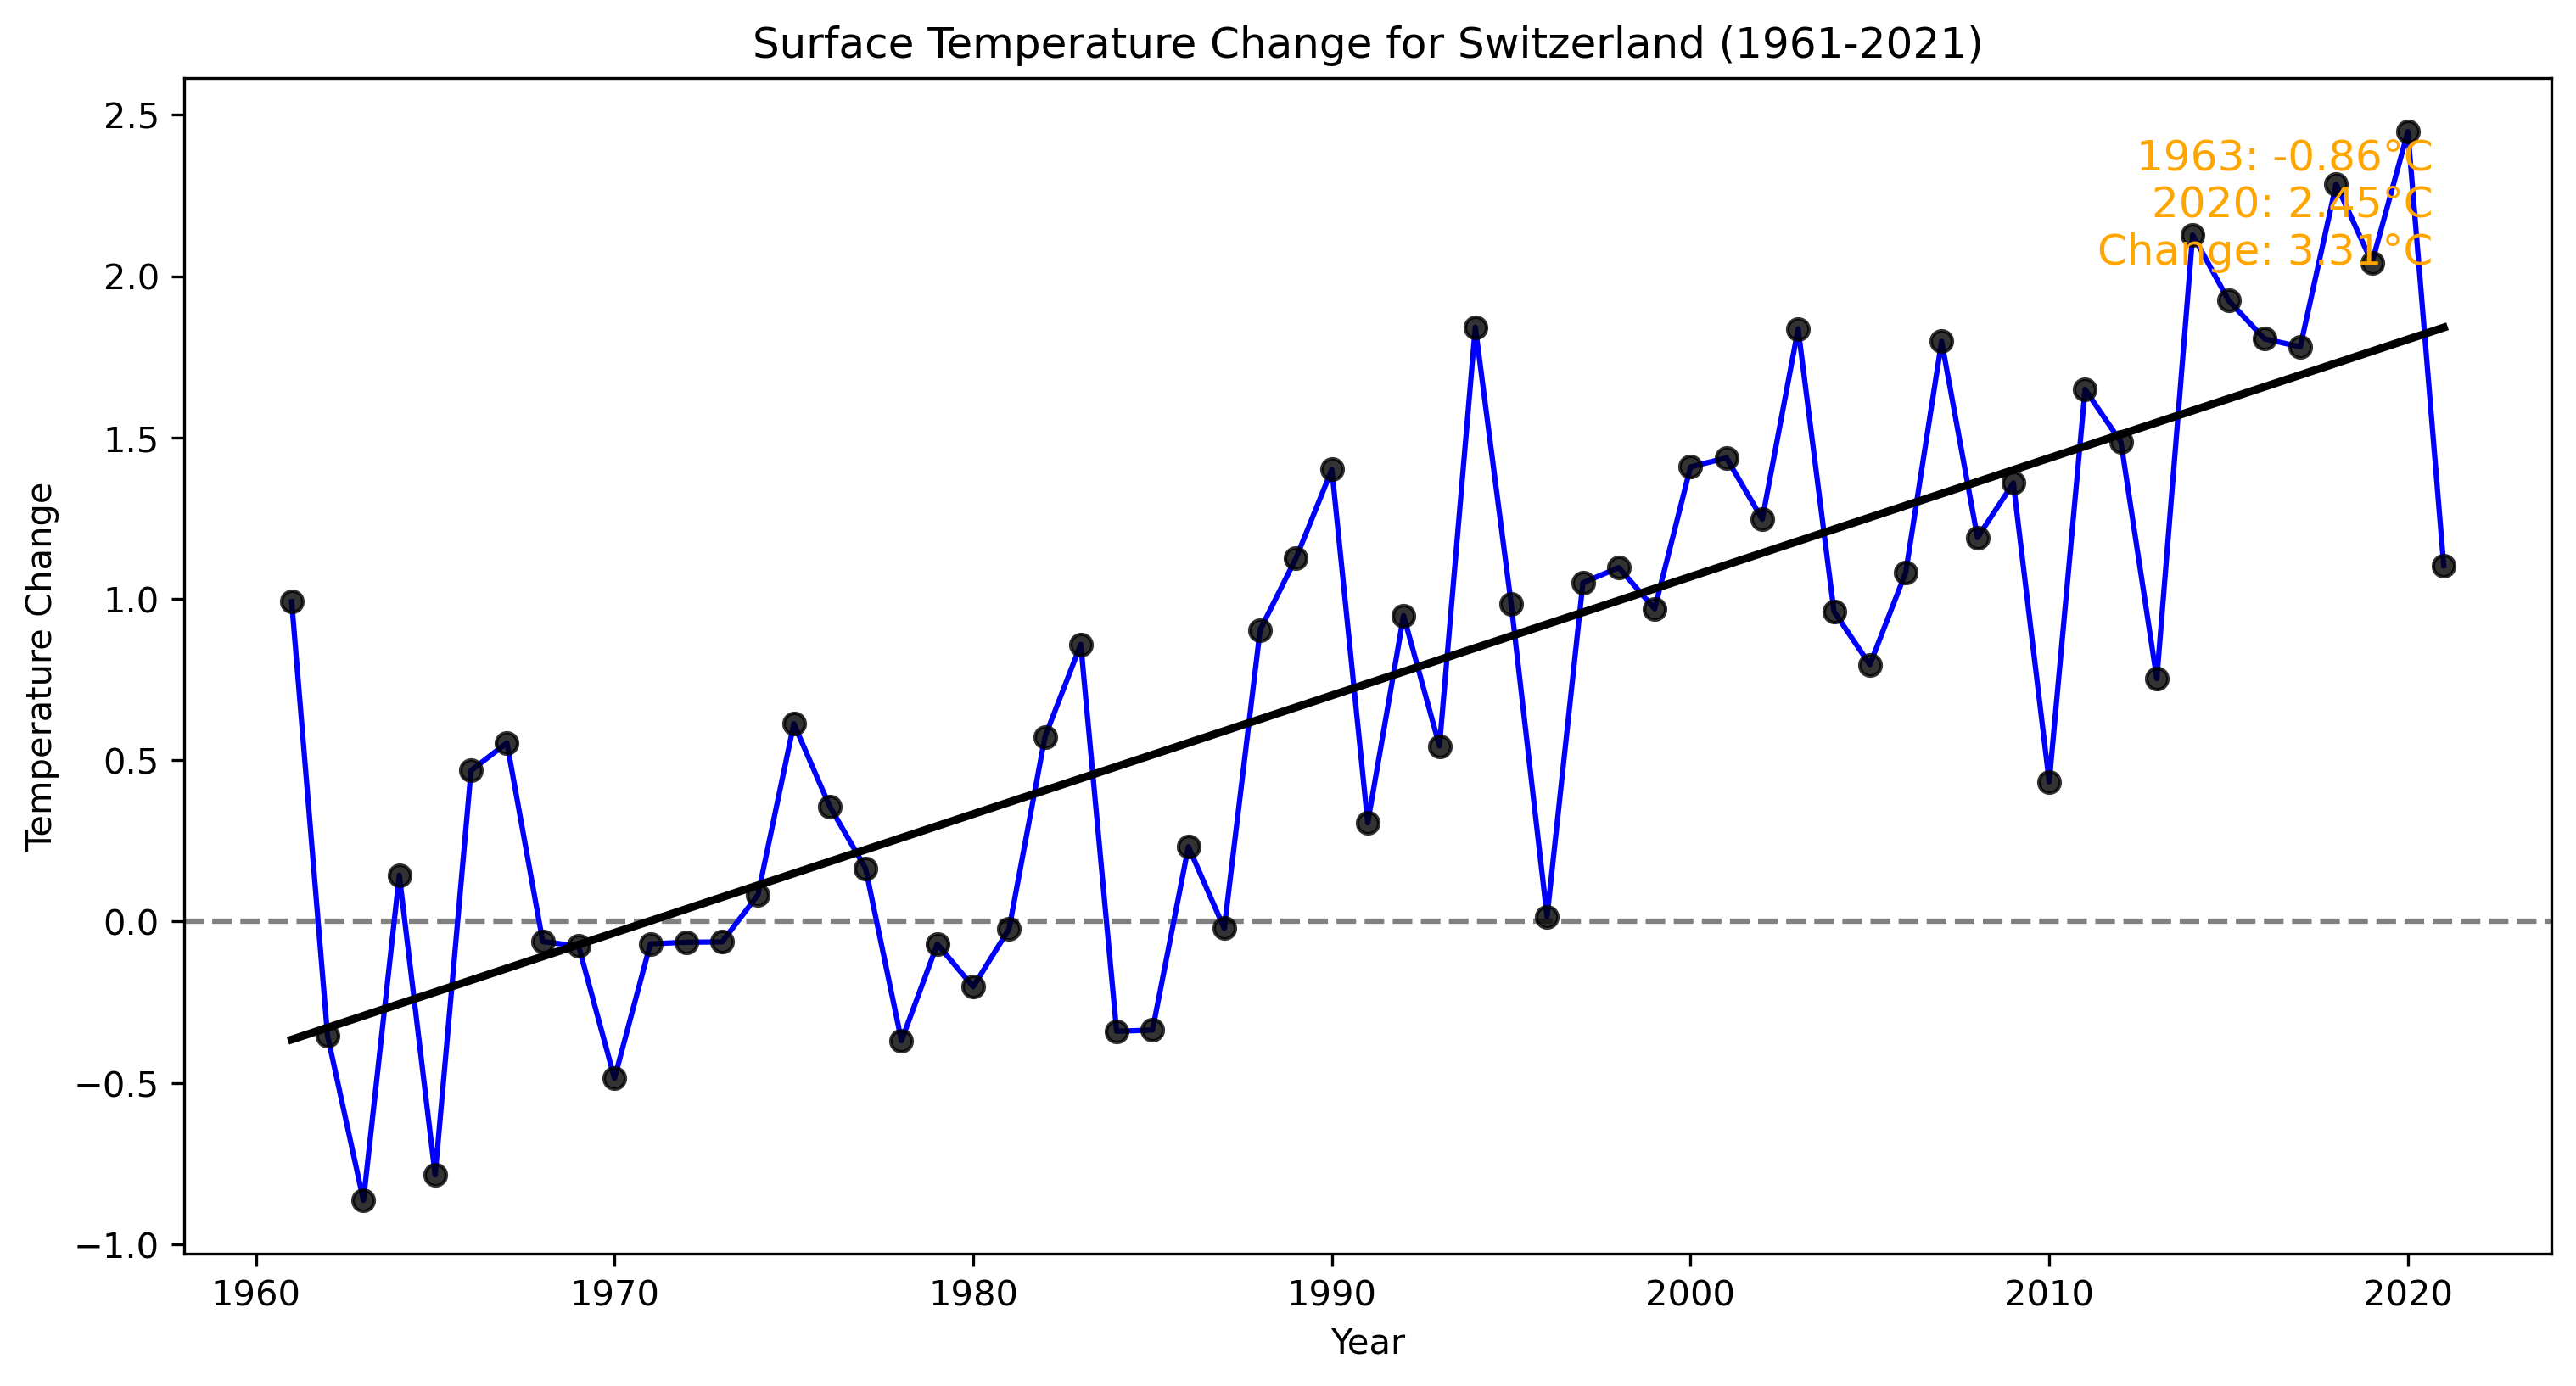 Surface Temperature Change for Switzerland (1961-2021)
2.5
2.0
1.5
1.0
0.5
0.0
−0.5
−1.0
Temperature Change
1963: -0.86°C
2020: 2.45°C
Change: 3.31°C
1960 1970 1980 1990 2000 2010 2020
Year